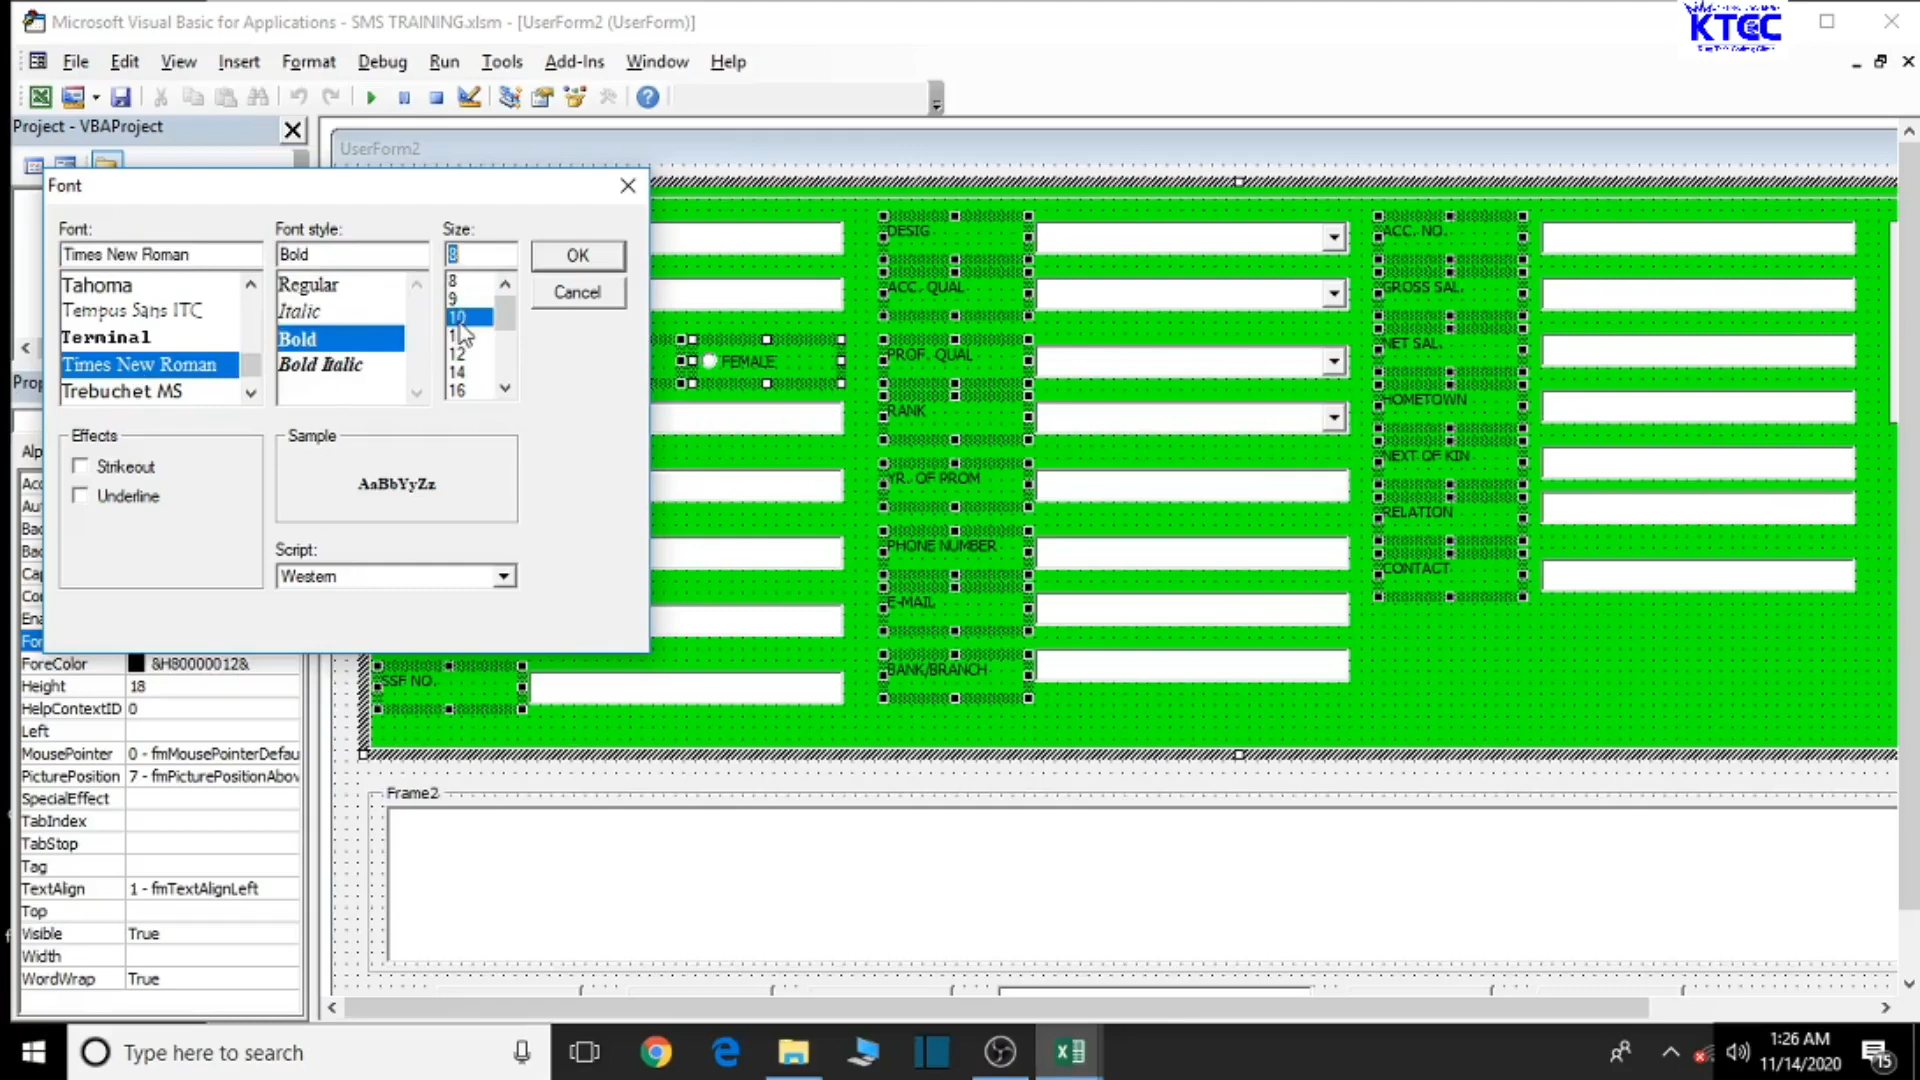 Microsoft Visual Basic for Applications - SMS TRAINING.xlsm - [UserForm2 (UserForm)]
KTCC
File Edit View Insert Format Debug Run Tools Add-Ins Window Help
Project - VBAProject
UserForm2
Font
Font:
Font style:
Size:
Times New Roman
Bold
8
OK
Cancel
Tahoma
Tempus Sans ITC
Terminal
Times New Roman
Trebuchet MS
Regular
Italic
Bold
Bold Italic
8
9
10
12
14
16
Effects
Strikeout
Underline
Sample
AaBbYyZz
Script:
Western
FEMALE
SSF NO.
DESIG
ACC. QUAL
PROF. QUAL
RANK
YR. OF PROM
PHONE NUMBER
E-MAIL
BANK/BRANCH
ACC. NO.
GROSS SAL.
NET SAL.
HOMETOWN
NEXT OF KIN
RELATION
CONTACT
ForeColor &H80000012&
Height 18
HelpContextID 0
Left
MousePointer 0 - fmMousePointerDefau
PicturePosition 7 - fmPicturePositionAbov
SpecialEffect
TabIndex
TabStop
Tag
TextAlign 1 - fmTextAlignLeft
Top
Visible True
Width
WordWrap True
Frame2
Type here to search
1:26 AM
11/14/2020
15